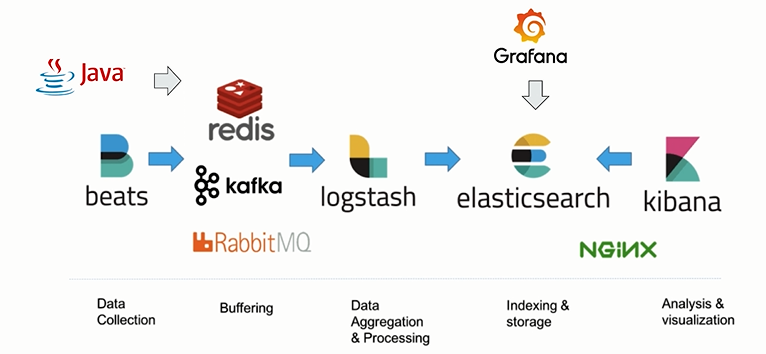 Java
Grafana
redis
beats
kafka
logstash
elasticsearch
kibana
RabbitMQ
NGINX
Data
Collection
Buffering
Data
Aggregation
& Processing
Indexing &
storage
Analysis &
visualization